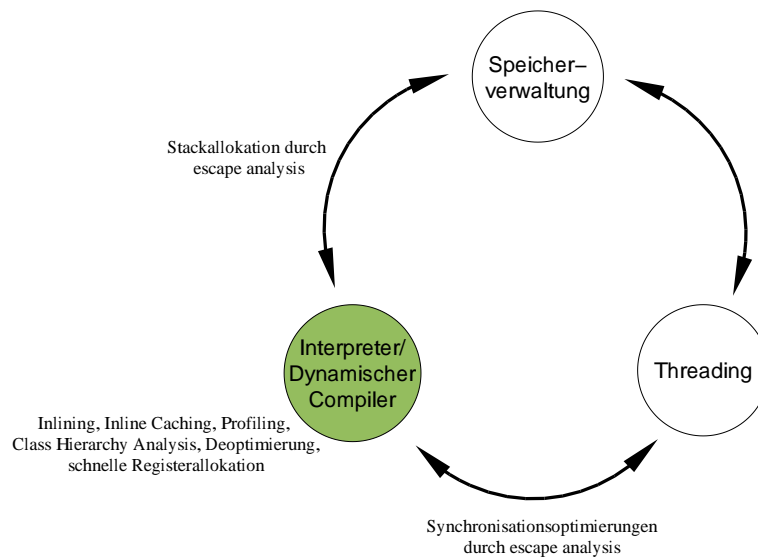 Speicher–
verwaltung
Stackallokation durch
escape analysis
Interpreter/
Dynamischer
Compiler
Threading
Inlining, Inline Caching, Profiling,
Class Hierarchy Analysis, Deoptimierung,
schnelle Registerallokation
Synchronisationsoptimierungen
durch escape analysis